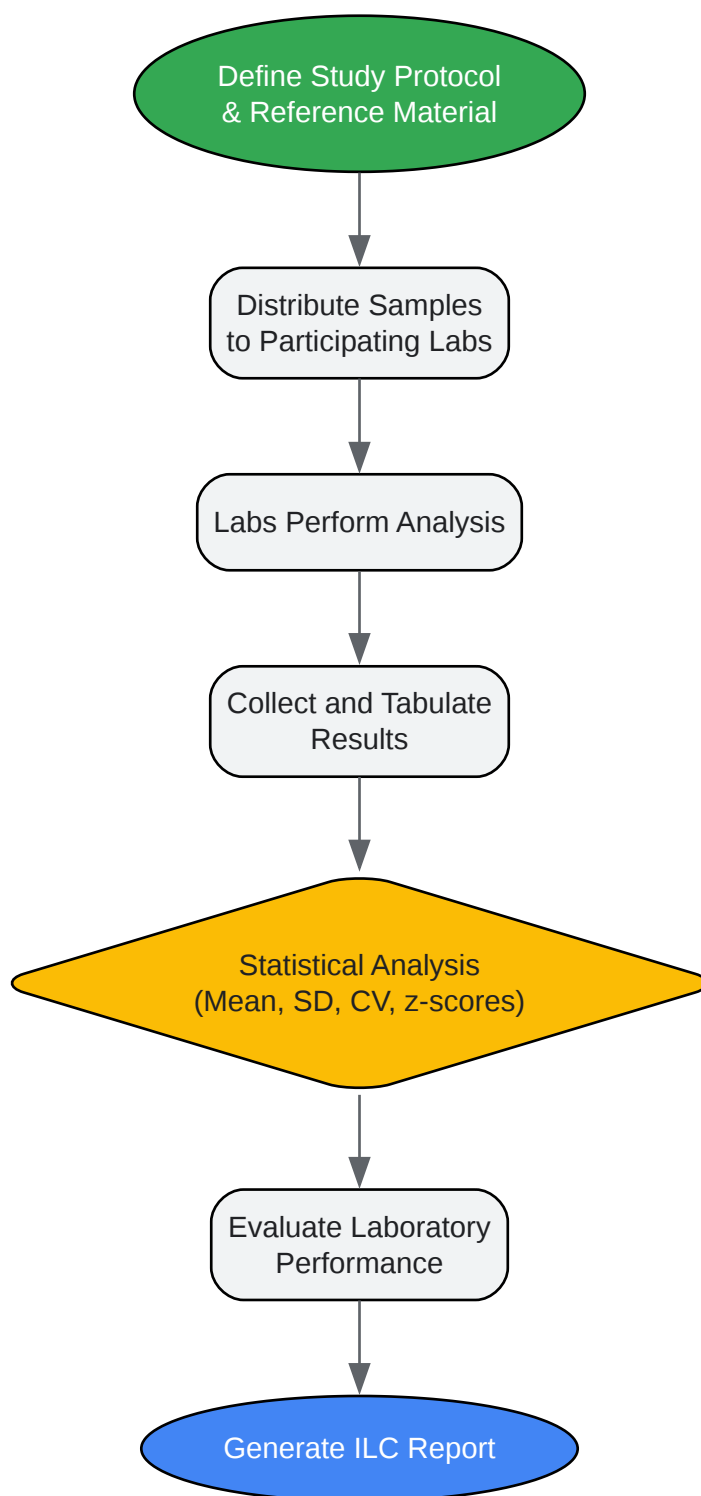 Define Study Protocol
& Reference Material
Distribute Samples
to Participating Labs
Labs Perform Analysis
Collect and Tabulate
Results
Statistical Analysis
(Mean, SD, CV, z-scores)
Evaluate Laboratory
Performance
Generate ILC Report